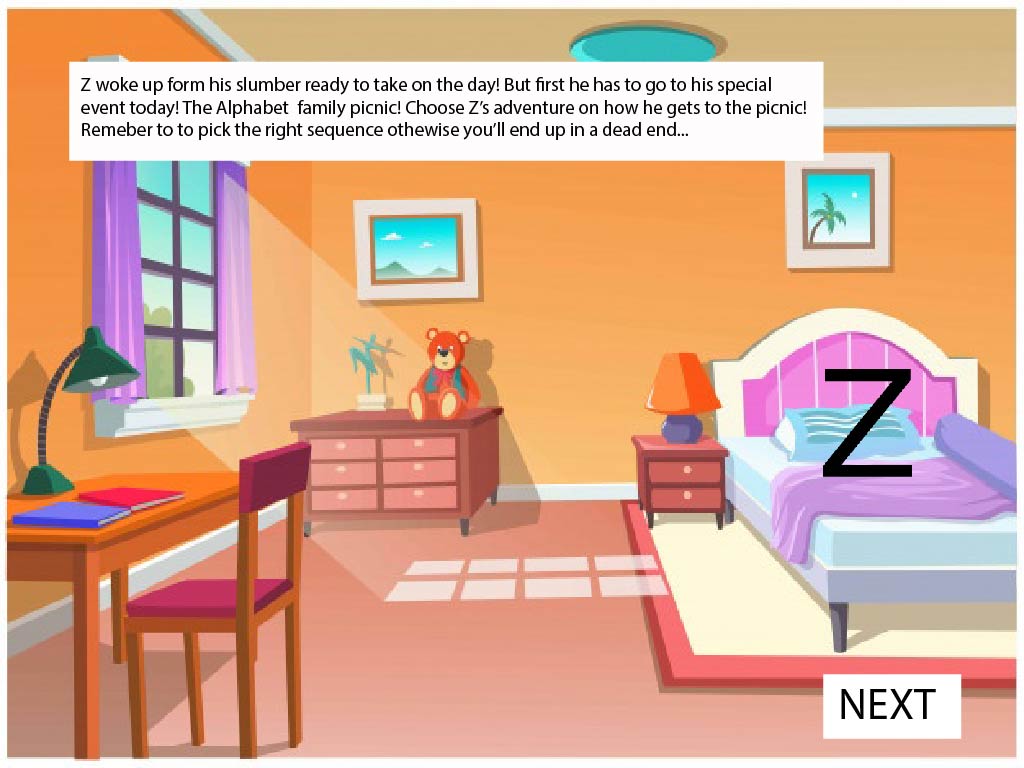 Z woke up form his slumber ready to take on the day! But first he has to go to his special
event today! The Alphabet  family picnic! Choose Z’s adventure on how he gets to the picnic!
Remeber to to pick the right sequence othewise you’ll end up in a dead end...
Z
NEXT